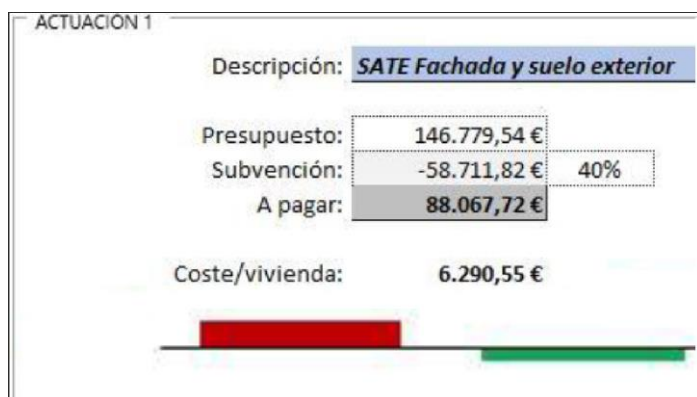 ACTUACIÓN 1
Descripción: SATE Fachada y suelo exterior
Presupuesto: 146.779,54 €
Subvención: -58.711,82 € 40%
A pagar: 88.067,72 €
Coste/vivienda: 6.290,55 €